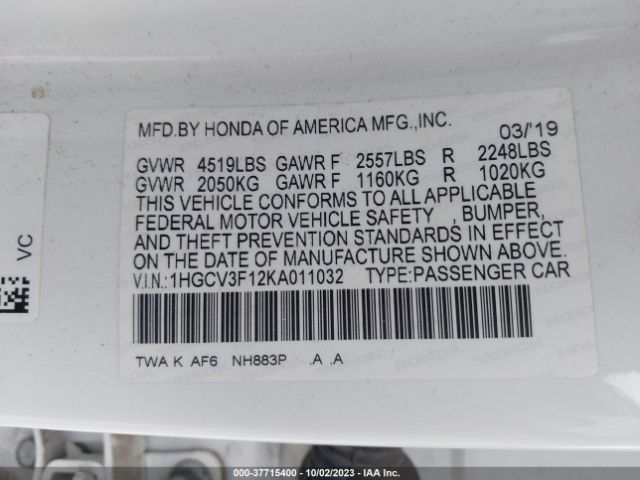 MFD.BY HONDA OF AMERICA MFG.,INC. 03/'19
GVWR 4519LBS GAWR F 2557LBS R 2248LBS
GVWR 2050KG GAWR F 1160KG R 1020KG
THIS VEHICLE CONFORMS TO ALL APPLICABLE
FEDERAL MOTOR VEHICLE SAFETY , BUMPER,
AND THEFT PREVENTION STANDARDS IN EFFECT
ON THE DATE OF MANUFACTURE SHOWN ABOVE.
V.I.N.: 1HGCV3F12KA011032 TYPE:PASSENGER CAR
TWA K AF6 NH883P .A .A
VC
000-37715400 - 10/02/2023 - IAAI.com